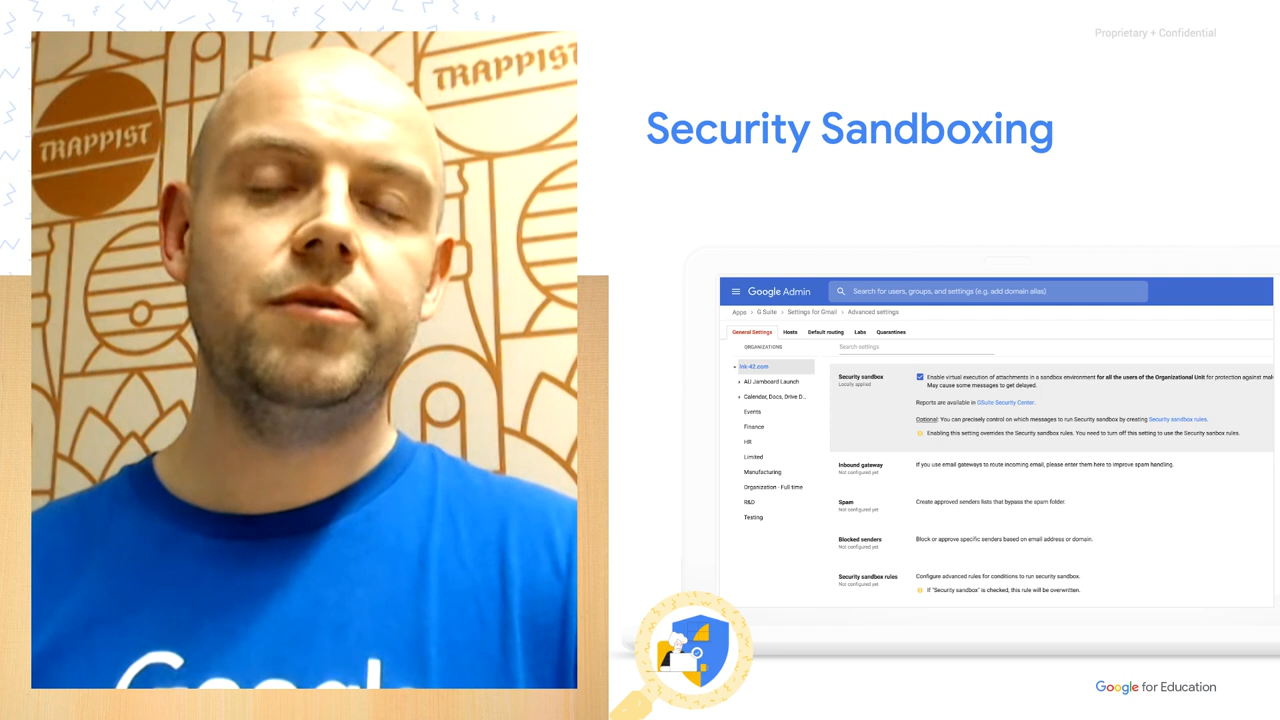 Proprietary + Confidential
TRAPPIST
TRAPPIST
Security Sandboxing
Google Admin
Search for users, groups, and settings (e.g. add domain alias)
Apps > G Suite > Settings for Gmail > Advanced settings
General Settings Hosts Default routing Labs Quarantines
ORGANIZATIONS
Search settings
ink-42.com
AU Jamboard Launch
Calendar, Docs, Drive D...
Events
Finance
HR
Limited
Manufacturing
Organization - Full time
R&D
Testing
Security sandbox
Locally applied
Enable virtual execution of attachments in a sandbox environment for all the users of the Organizational Unit for protection against
May cause some messages to get delayed.
Reports are available in GSuite Security Center.
Optional: You can precisely control on which messages to run Security sandbox by creating Security sandbox rules.
Enabling this setting overrides the Security sandbox rules. You need to turn off this setting to use the Security sanbox rules.
Inbound gateway
Not configured yet
If you use email gateways to route incoming email, please enter them here to improve spam handling.
Spam
Not configured yet
Create approved senders lists that bypass the spam folder.
Blocked senders
Not configured yet
Block or approve specific senders based on email address or domain.
Security sandbox rules
Not configured yet
Configure advanced rules for conditions to run security sandbox.
If "Security sandbox" is checked, this rule will be overwritten.
Google
Google for Education